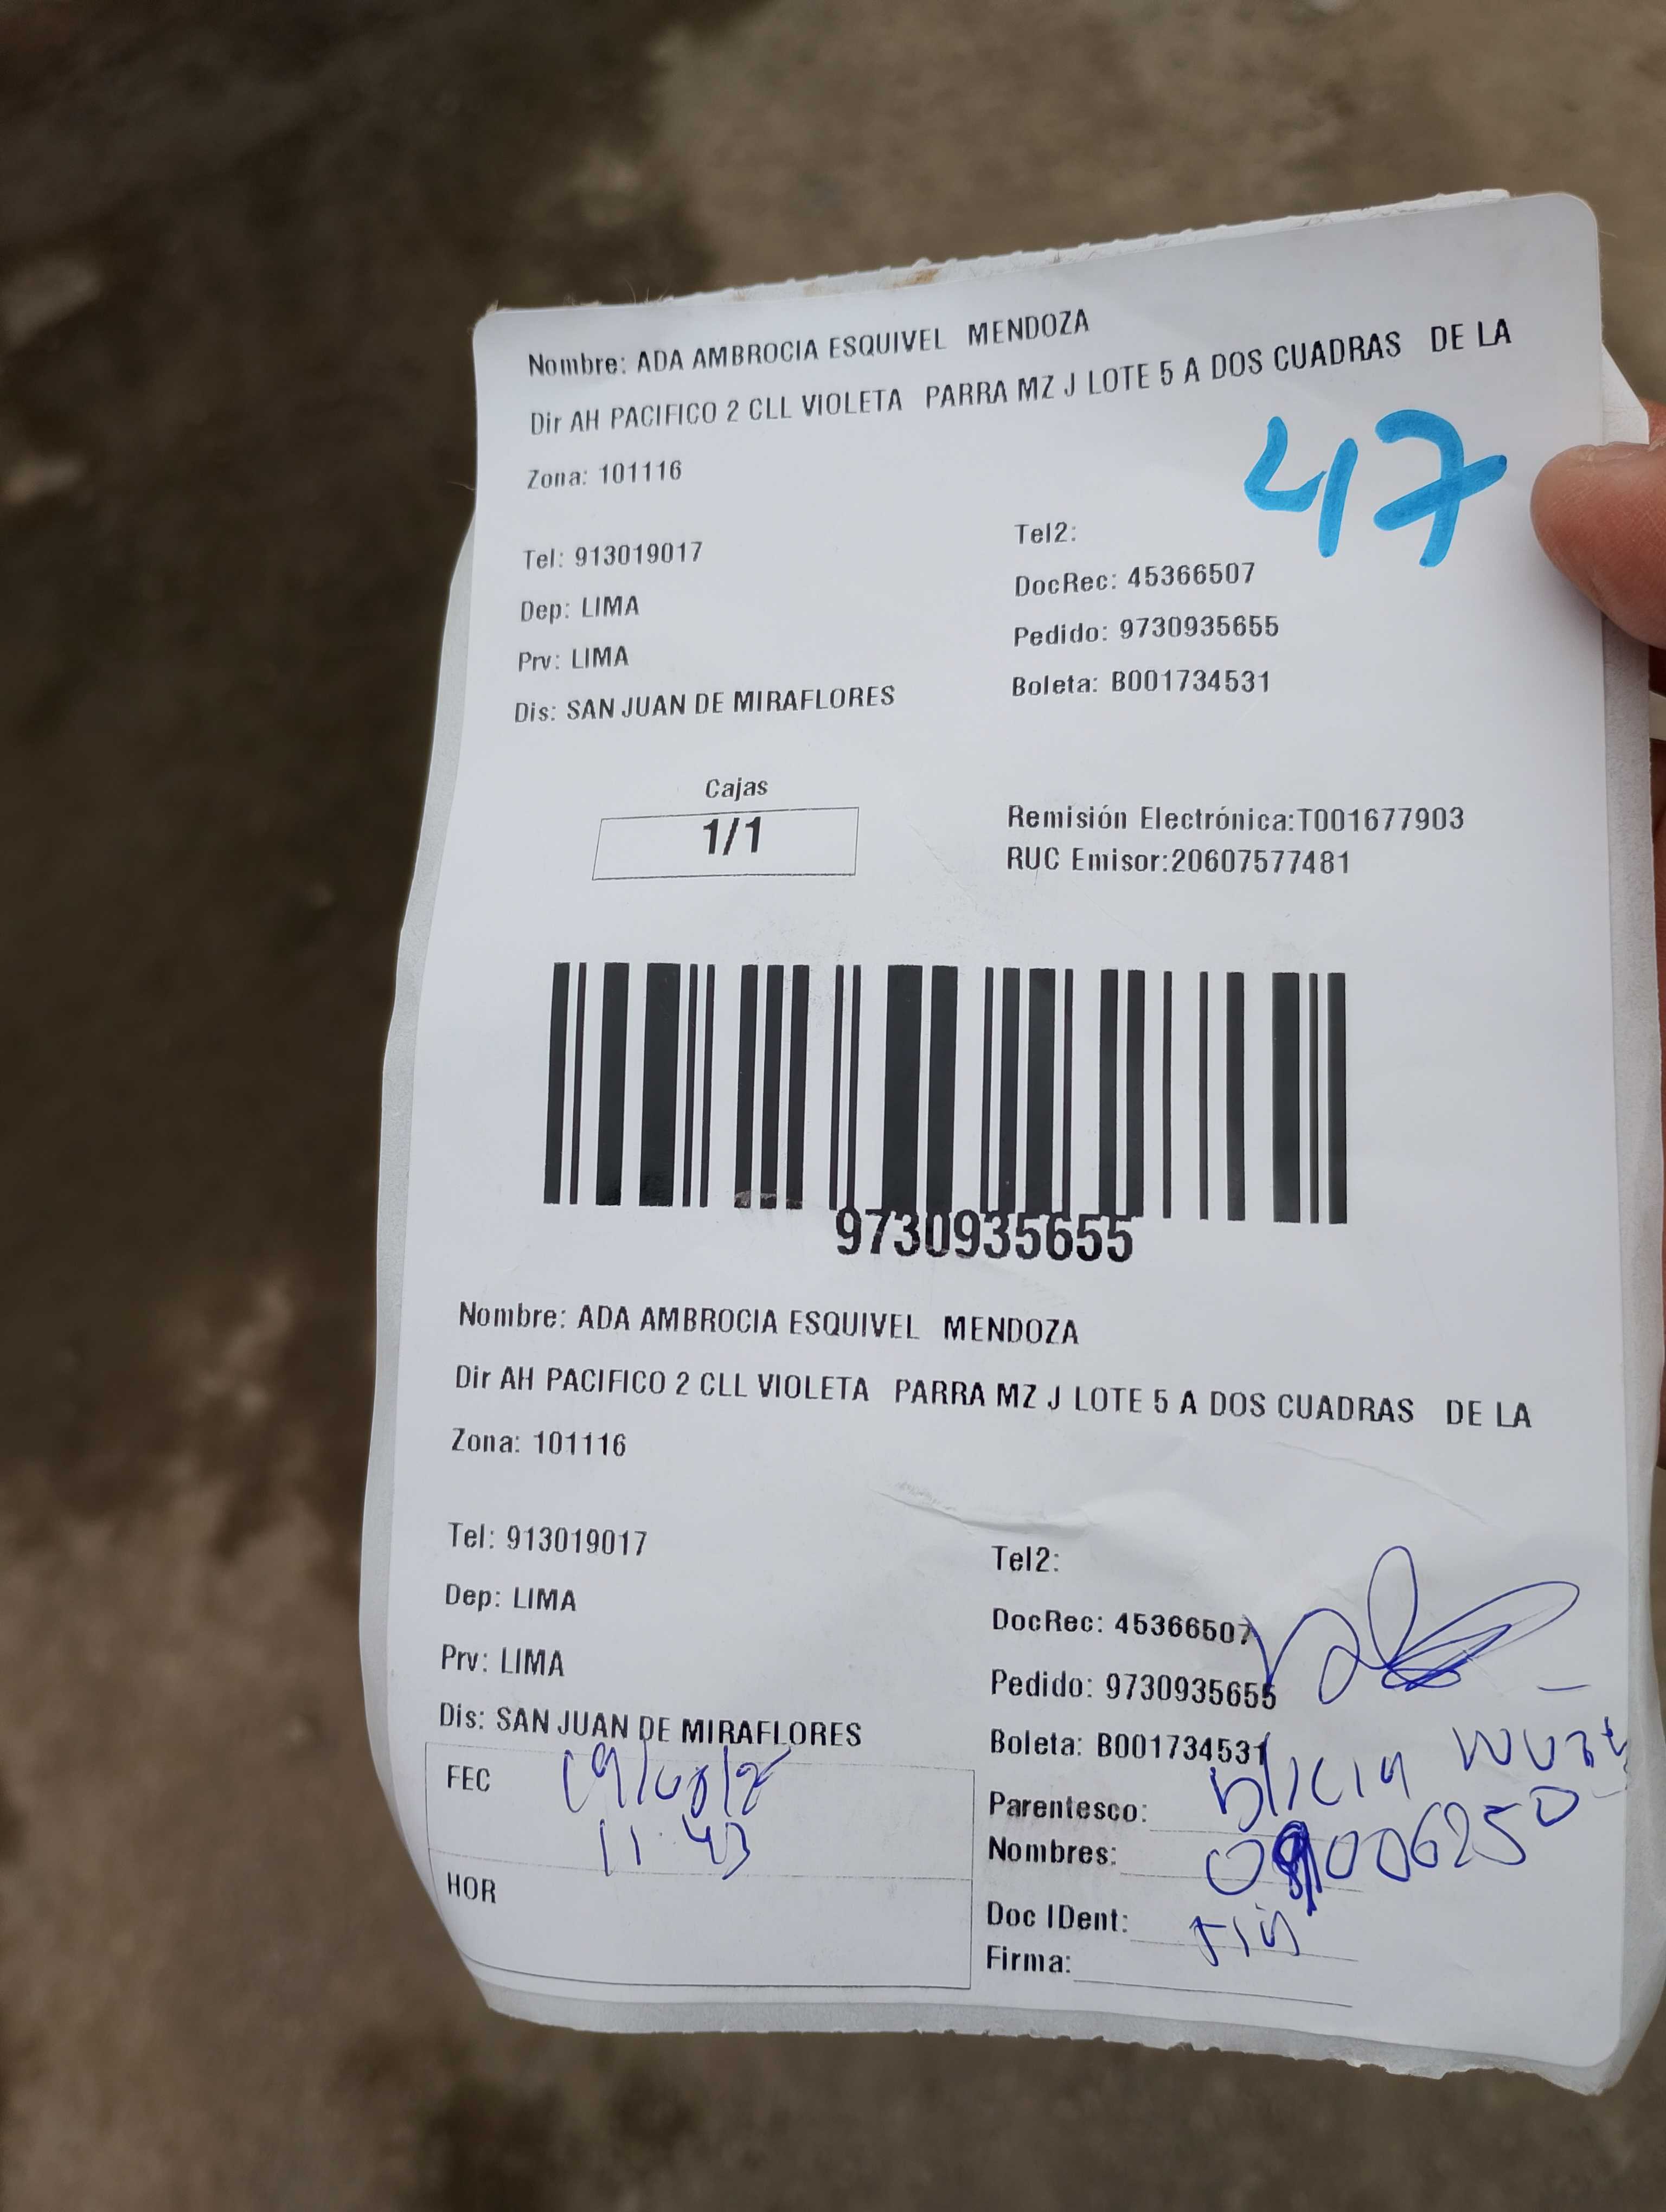 Nombre: ADA AMBROCIA ESQUIVEL MENDOZA
Dir AH PACIFICO 2 CLL VIOLETA PARRA MZ J LOTE 5 A DOS CUADRAS DE LA
47
Zona: 101116
Tel: 913019017
Tel2:
Dep: LIMA
DocRec: 45366507
Prv: LIMA
Pedido: 9730935655
Dis: SAN JUAN DE MIRAFLORES
Boleta: B001734531
Cajas
1/1
Remisión Electrónica:T001677903
RUC Emisor:20607577481
9730935655
Nombre: ADA AMBROCIA ESQUIVEL MENDOZA
Dir AH PACIFICO 2 CLL VIOLETA PARRA MZ J LOTE 5 A DOS CUADRAS DE LA
Zona: 101116
Tel: 913019017
Tel2:
Dep: LIMA
DocRec: 45366507
Prv: LIMA
Pedido: 9730935655
Dis: SAN JUAN DE MIRAFLORES
Boleta: B001734531
FEC
11:43
HOR
Parentesco:
Nombres:
Doc IDent:
Firma: